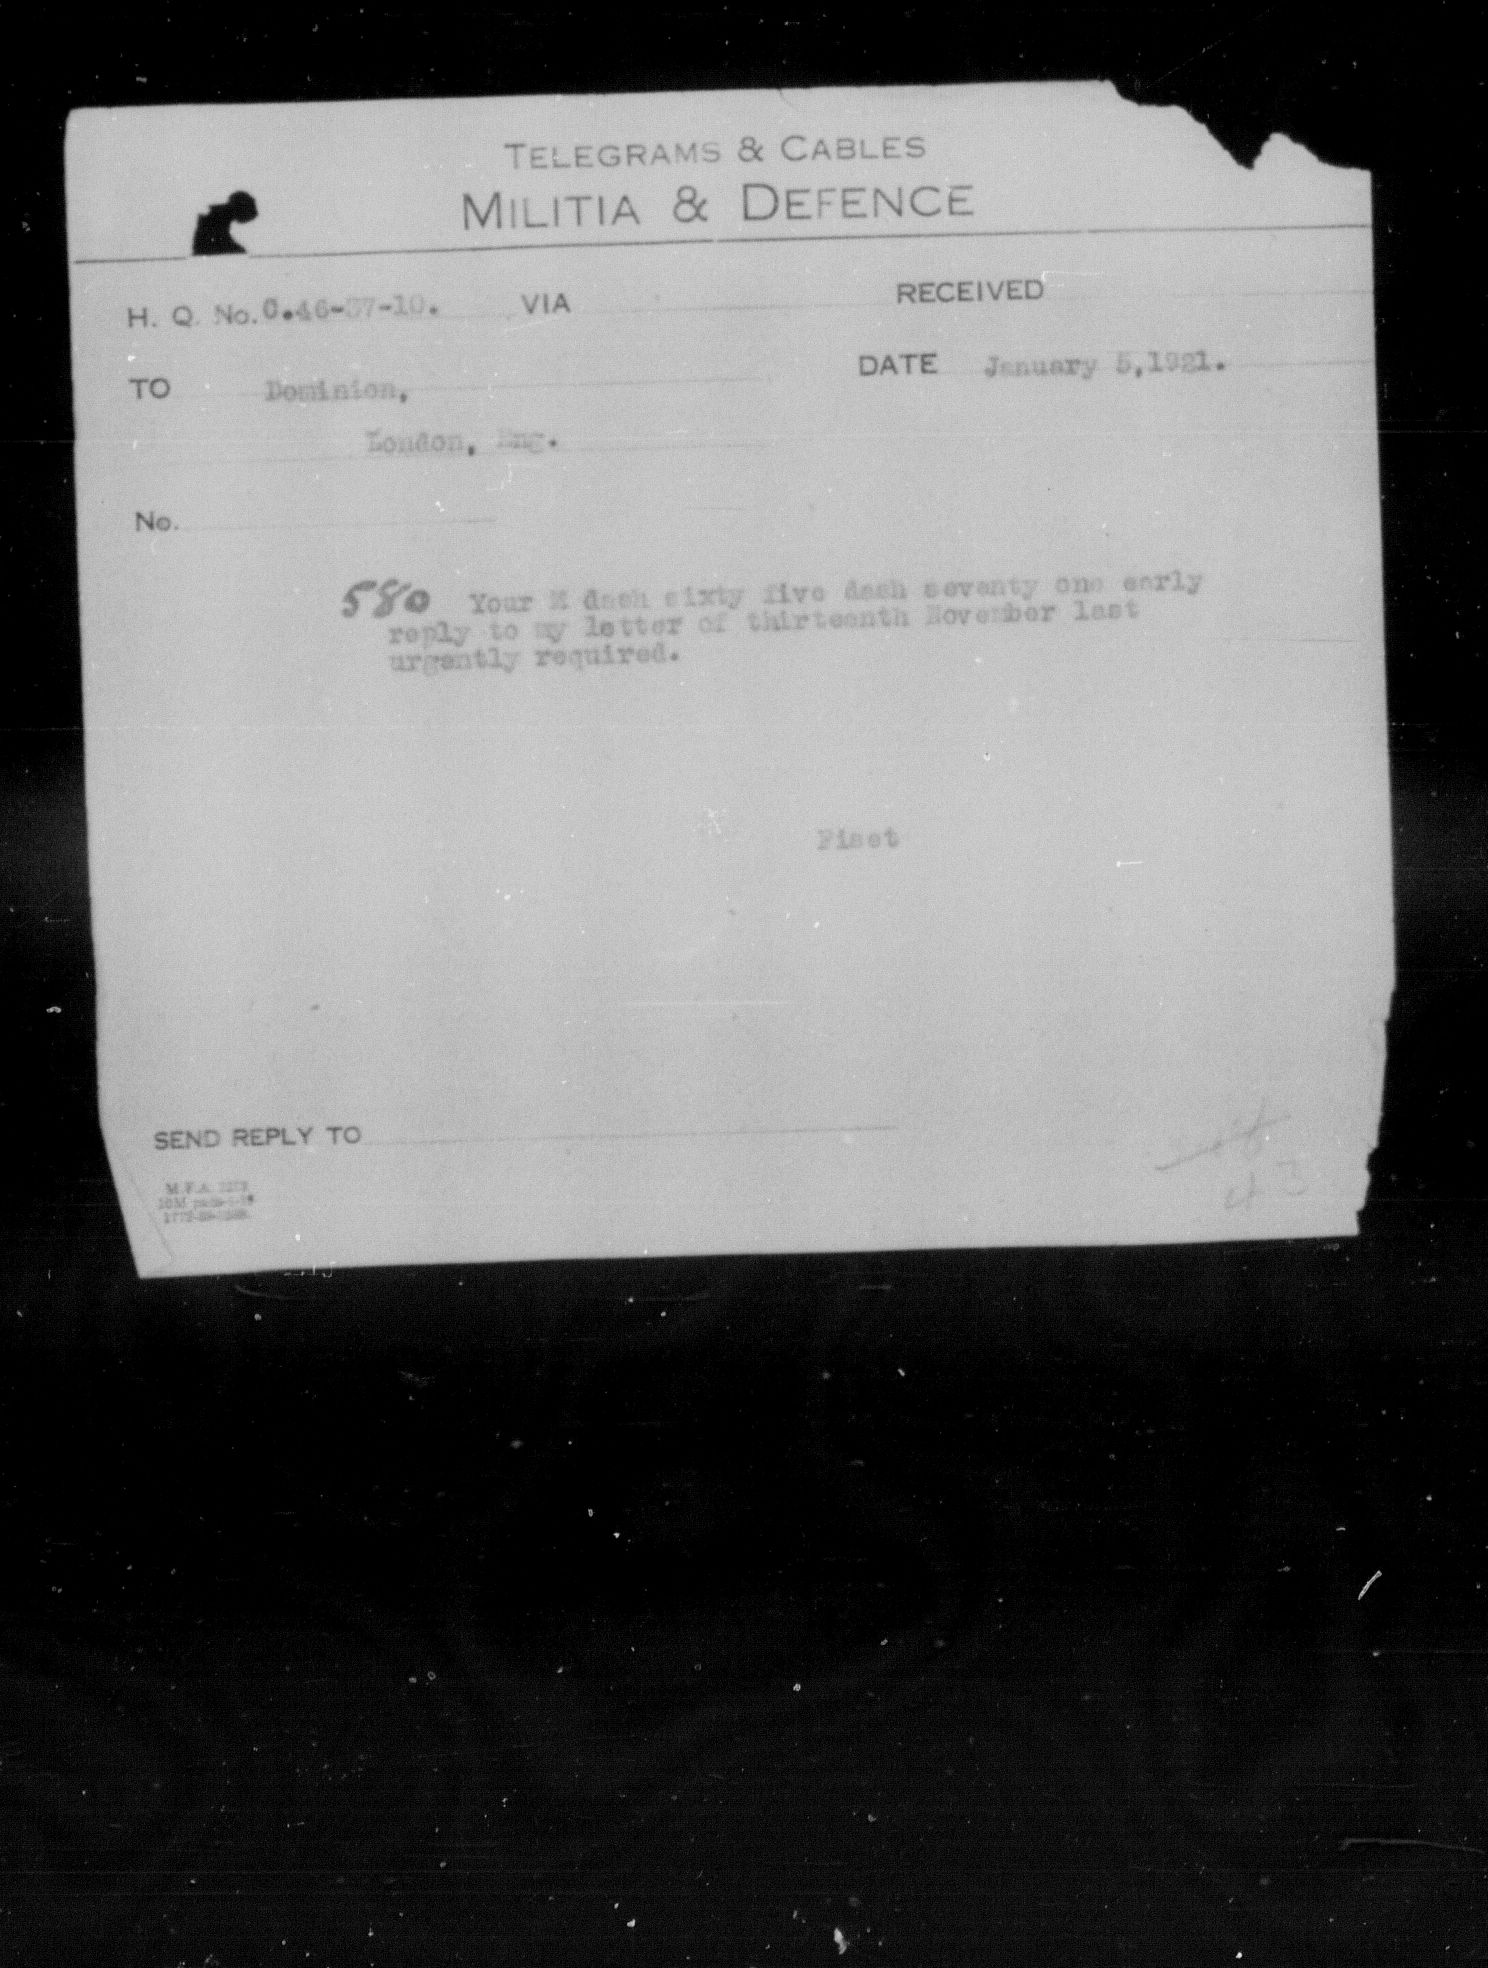 TELEGRAMS & CABLES
MILITIA & DEFENCE
H. Q. No. C.46-37-10. VIA RECEIVED
DATE January 5,1921.
TO Dominion,
London, Eng.
No.
580 Your M dash sixty five dash seventy one early
reply to my letter of thirteenth November last
urgently required.
Fiset
SEND REPLY TO
M.F.A.
43